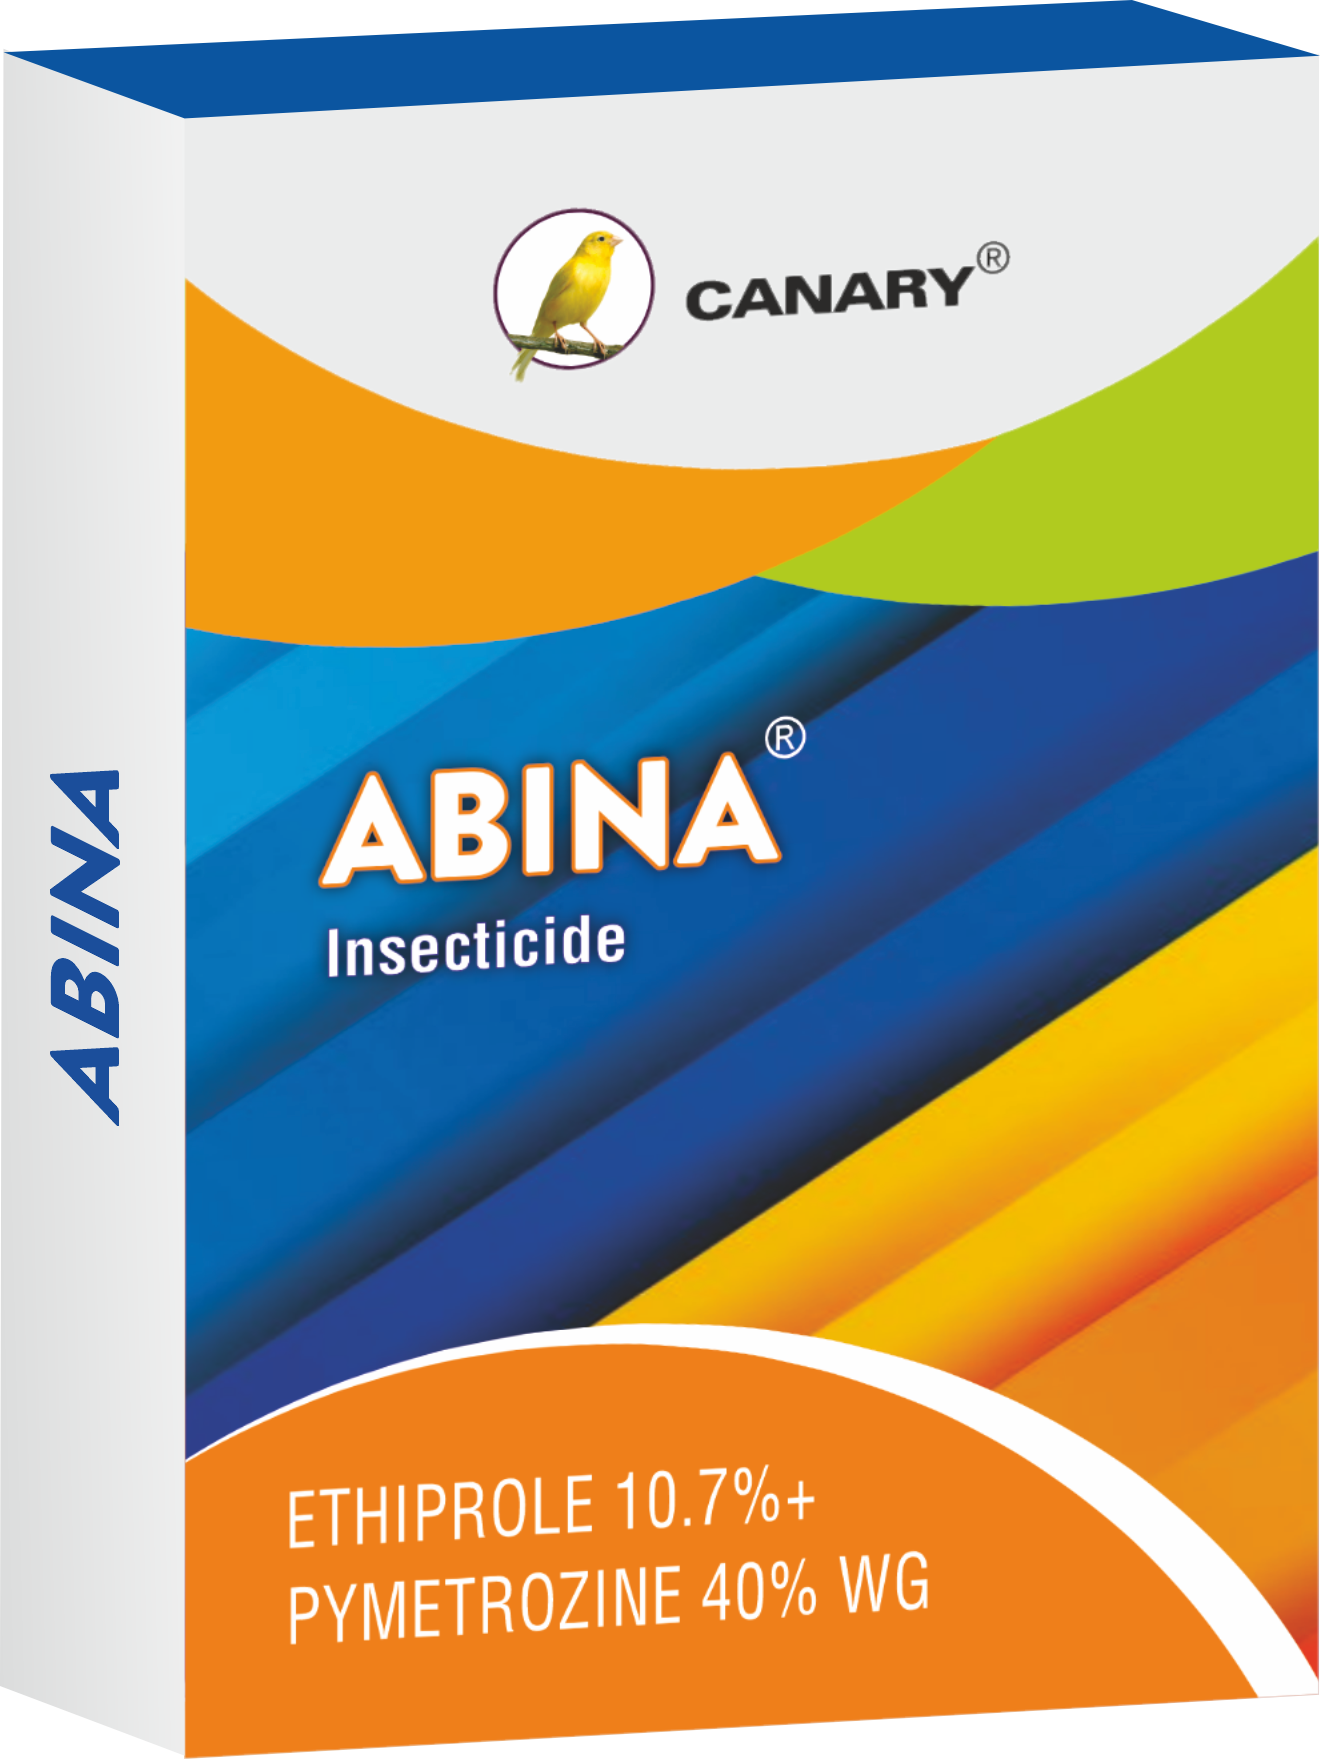 CANARY®
ABINA®
Insecticide
ETHIPROLE 10.7%+
PYMETROZINE 40% WG
ABINA